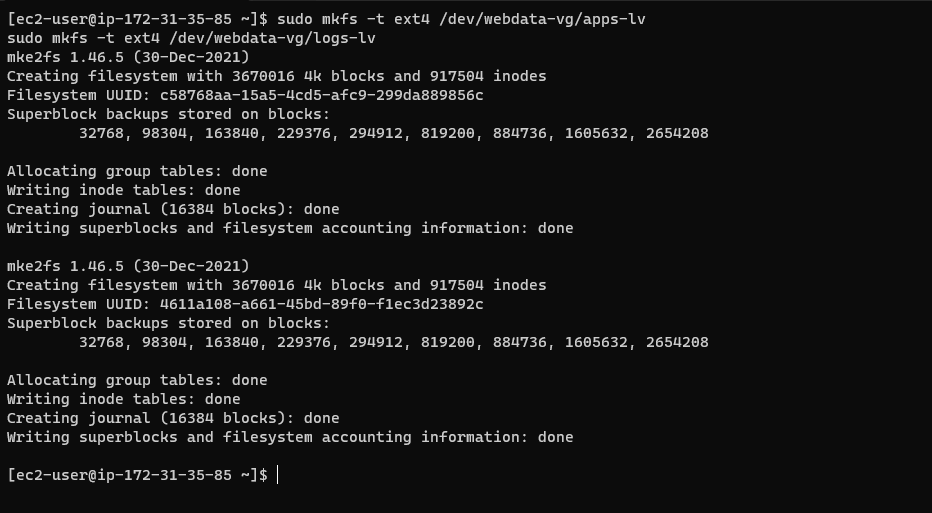 [ec2-user@ip-172-31-35-85 ~]$ sudo mkfs -t ext4 /dev/webdata-vg/apps-lv
sudo mkfs -t ext4 /dev/webdata-vg/logs-lv
mke2fs 1.46.5 (30-Dec-2021)
Creating filesystem with 3670016 4k blocks and 917504 inodes
Filesystem UUID: c58768aa-15a5-4cd5-afc9-299da889856c
Superblock backups stored on blocks:
        32768, 98304, 163840, 229376, 294912, 819200, 884736, 1605632, 2654208
Allocating group tables: done
Writing inode tables: done
Creating journal (16384 blocks): done
Writing superblocks and filesystem accounting information: done
mke2fs 1.46.5 (30-Dec-2021)
Creating filesystem with 3670016 4k blocks and 917504 inodes
Filesystem UUID: 4611a108-a661-45bd-89f0-f1ec3d23892c
Superblock backups stored on blocks:
        32768, 98304, 163840, 229376, 294912, 819200, 884736, 1605632, 2654208
Allocating group tables: done
Writing inode tables: done
Creating journal (16384 blocks): done
Writing superblocks and filesystem accounting information: done
[ec2-user@ip-172-31-35-85 ~]$